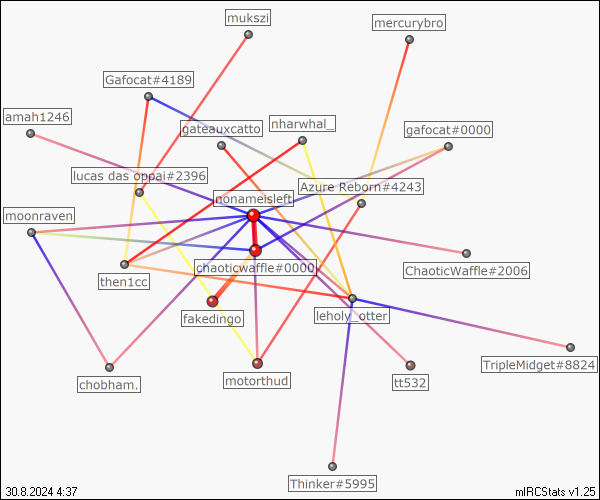 mukszi
mercurybro
Gafocat#4189
amah1246
nharwhal_
gateauxcatto
gafocat#0000
lucas das oppai#2396
Azure Reborn#4243
nonameisleft
moonraven
chaoticwaffle#0000
ChaoticWaffle#2006
then1cc
leholy_otter
fakedingo
TripleMidget#8824
motorthud
tt532
chobham.
Thinker#5995
30.8.2024 4:37
mIRCStats v1.25